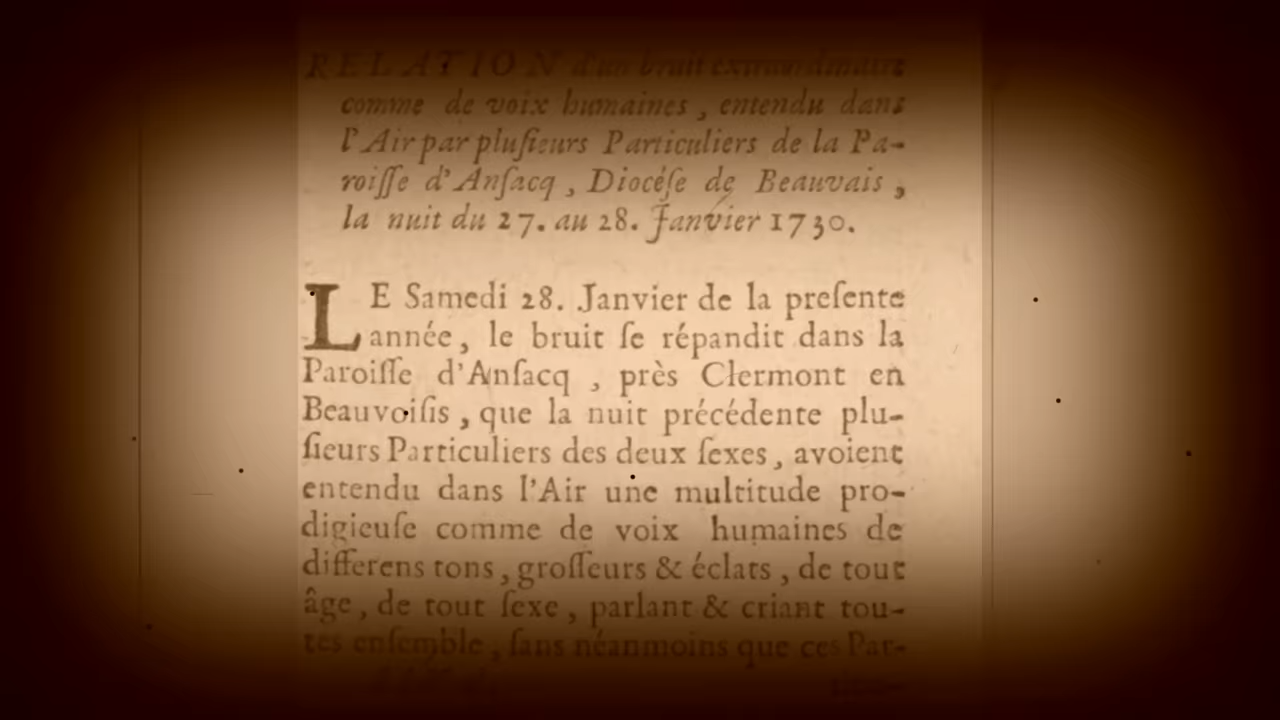 RELATION d'un bruit extraordinaire
comme de voix humaines, entendu dans
l'Air par pluſieurs Particuliers de la Pa-
roiſſe d'Anſacq, Diocéſe de Beauvais,
la nuit du 27. au 28. Janvier 1730.
LE Samedi 28. Janvier de la preſente
année, le bruit ſe répandit dans la
Paroiſſe d'Anſacq, près Clermont en
Beauvoiſis, que la nuit précédente plu-
ſieurs Particuliers des deux ſexes, avoient
entendu dans l'Air une multitude pro-
digieuſe comme de voix humaines de
differens tons, groſſeurs & éclats, de tout
âge, de tout ſexe, parlant & criant tou-
tes enſemble, ſans néanmoins que ces Par-